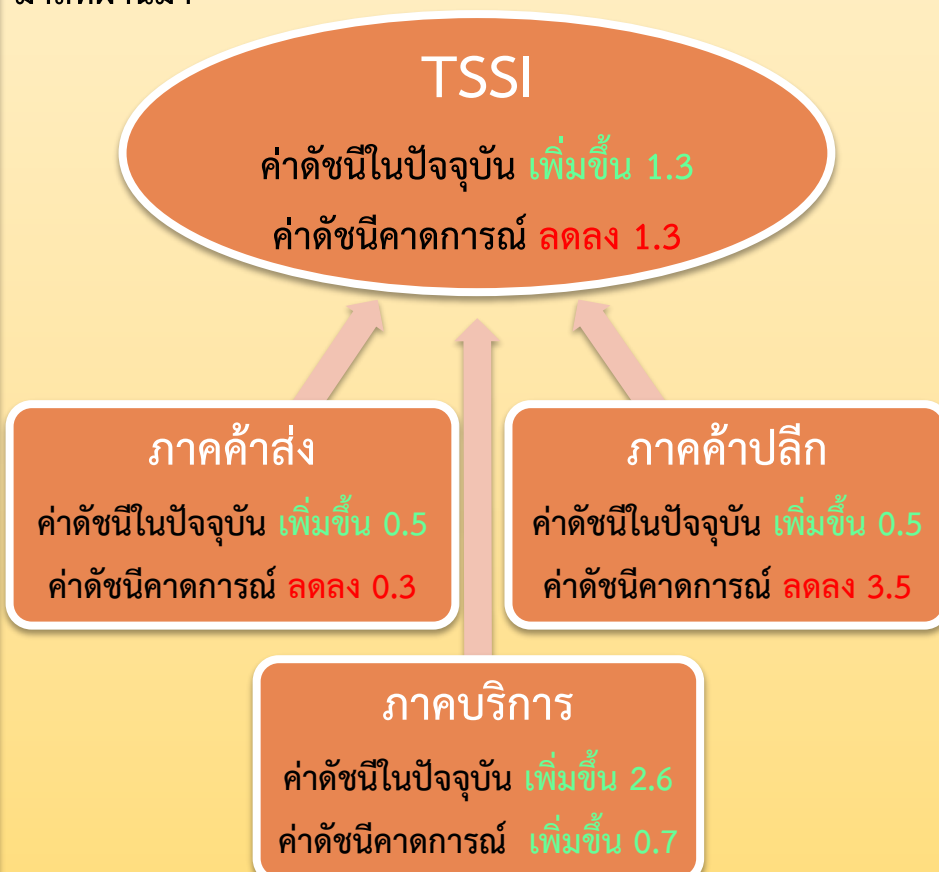 TSSI
ค่าดัชนีในปัจจุบัน เพิ่มขึ้น 1.3
ค่าดัชนีคาดการณ์ ลดลง 1.3
ภาคค้าส่ง
ค่าดัชนีในปัจจุบัน เพิ่มขึ้น 0.5
ค่าดัชนีคาดการณ์ ลดลง 0.3
ภาคค้าปลีก
ค่าดัชนีในปัจจุบัน เพิ่มขึ้น 0.5
ค่าดัชนีคาดการณ์ ลดลง 3.5
ภาคบริการ
ค่าดัชนีในปัจจุบัน เพิ่มขึ้น 2.6
ค่าดัชนีคาดการณ์ เพิ่มขึ้น 0.7